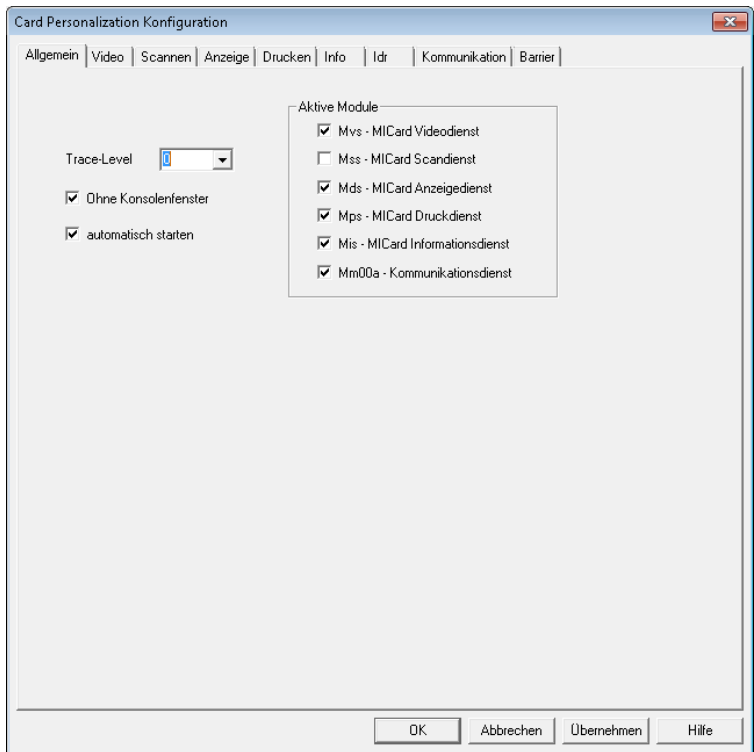 Card Personalization Konfiguration
Allgemein Video Scannen Anzeige Drucken Info Idr Kommunikation Barrier
Trace-Level 0
Ohne Konsolenfenster
automatisch starten
Aktive Module
Mvs - MICard Videodienst
Mss - MICard Scandienst
Mds - MICard Anzeigedienst
Mps - MICard Druckdienst
Mis - MICard Informationsdienst
Mm00a - Kommunikationsdienst
OK Abbrechen Übernehmen Hilfe